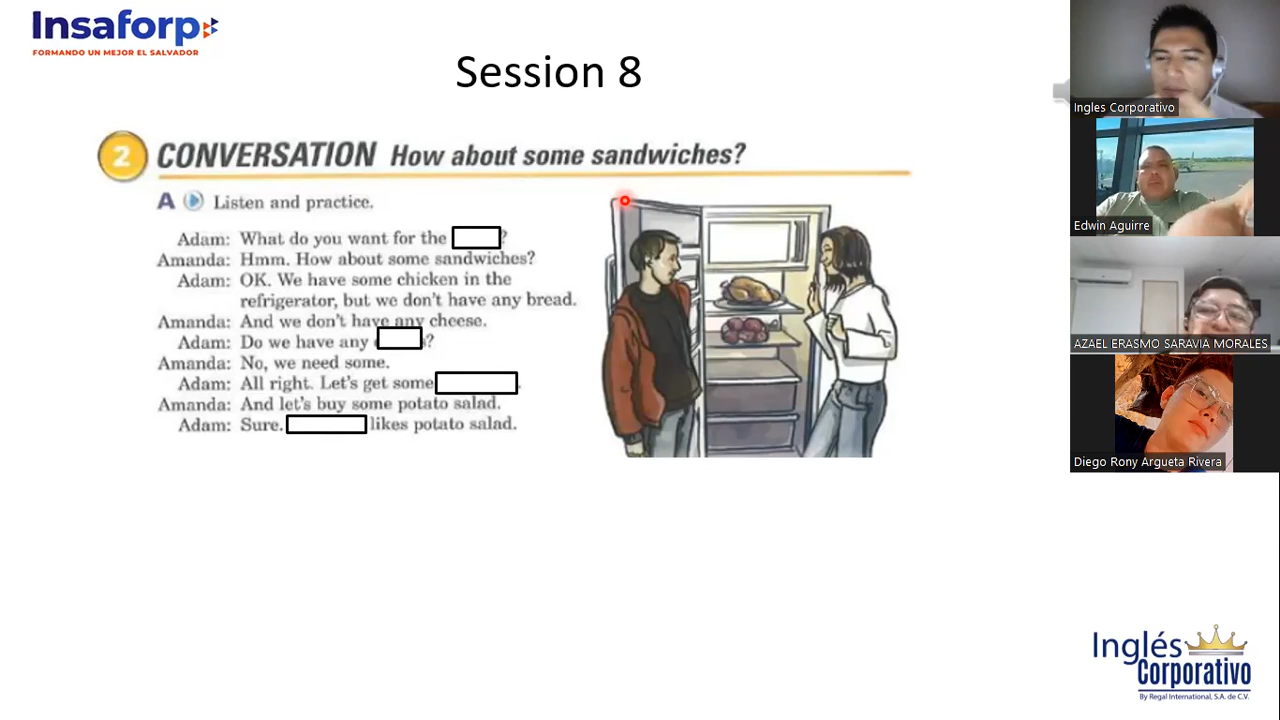 Insaforp
FORMANDO UN MEJOR EL SALVADOR
Session 8
2 CONVERSATION How about some sandwiches?
A Listen and practice.
Adam: What do you want for the ?
Amanda: Hmm. How about some sandwiches?
Adam: OK. We have some chicken in the
refrigerator, but we don't have any bread.
Amanda: And we don't have any cheese.
Adam: Do we have any ?
Amanda: No, we need some.
Adam: All right. Let's get some .
Amanda: And let's buy some potato salad.
Adam: Sure. likes potato salad.
Ingles Corporativo
Edwin Aguirre
AZAEL ERASMO SARAVIA MORALES
Diego Rony Argueta Rivera
Inglés
Corporativo
By Regal International, S.A. de C.V.